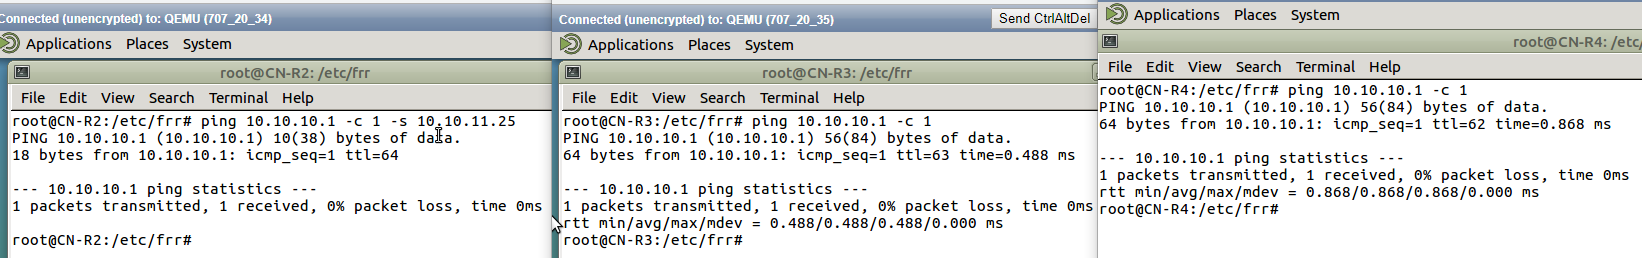 Connected (unencrypted) to: QEMU (707_20_34)
Applications Places System
root@CN-R2: /etc/frr
File Edit View Search Terminal Help
root@CN-R2:/etc/frr# ping 10.10.10.1 -c 1 -s 10.10.11.25
PING 10.10.10.1 (10.10.10.1) 10(38) bytes of data.
18 bytes from 10.10.10.1: icmp_seq=1 ttl=64
--- 10.10.10.1 ping statistics ---
1 packets transmitted, 1 received, 0% packet loss, time 0ms
root@CN-R2:/etc/frr#
Connected (unencrypted) to: QEMU (707_20_35)
Send CtrlAltDel
Applications Places System
root@CN-R3: /etc/frr
File Edit View Search Terminal Help
root@CN-R3:/etc/frr# ping 10.10.10.1 -c 1
PING 10.10.10.1 (10.10.10.1) 56(84) bytes of data.
64 bytes from 10.10.10.1: icmp_seq=1 ttl=63 time=0.488 ms
--- 10.10.10.1 ping statistics ---
1 packets transmitted, 1 received, 0% packet loss, time 0ms
rtt min/avg/max/mdev = 0.488/0.488/0.488/0.000 ms
root@CN-R3:/etc/frr#
Applications Places System
root@CN-R4: /etc/
File Edit View Search Terminal Help
root@CN-R4:/etc/frr# ping 10.10.10.1 -c 1
PING 10.10.10.1 (10.10.10.1) 56(84) bytes of data.
64 bytes from 10.10.10.1: icmp_seq=1 ttl=62 time=0.868 ms
--- 10.10.10.1 ping statistics ---
1 packets transmitted, 1 received, 0% packet loss, time 0ms
rtt min/avg/max/mdev = 0.868/0.868/0.868/0.000 ms
root@CN-R4:/etc/frr#